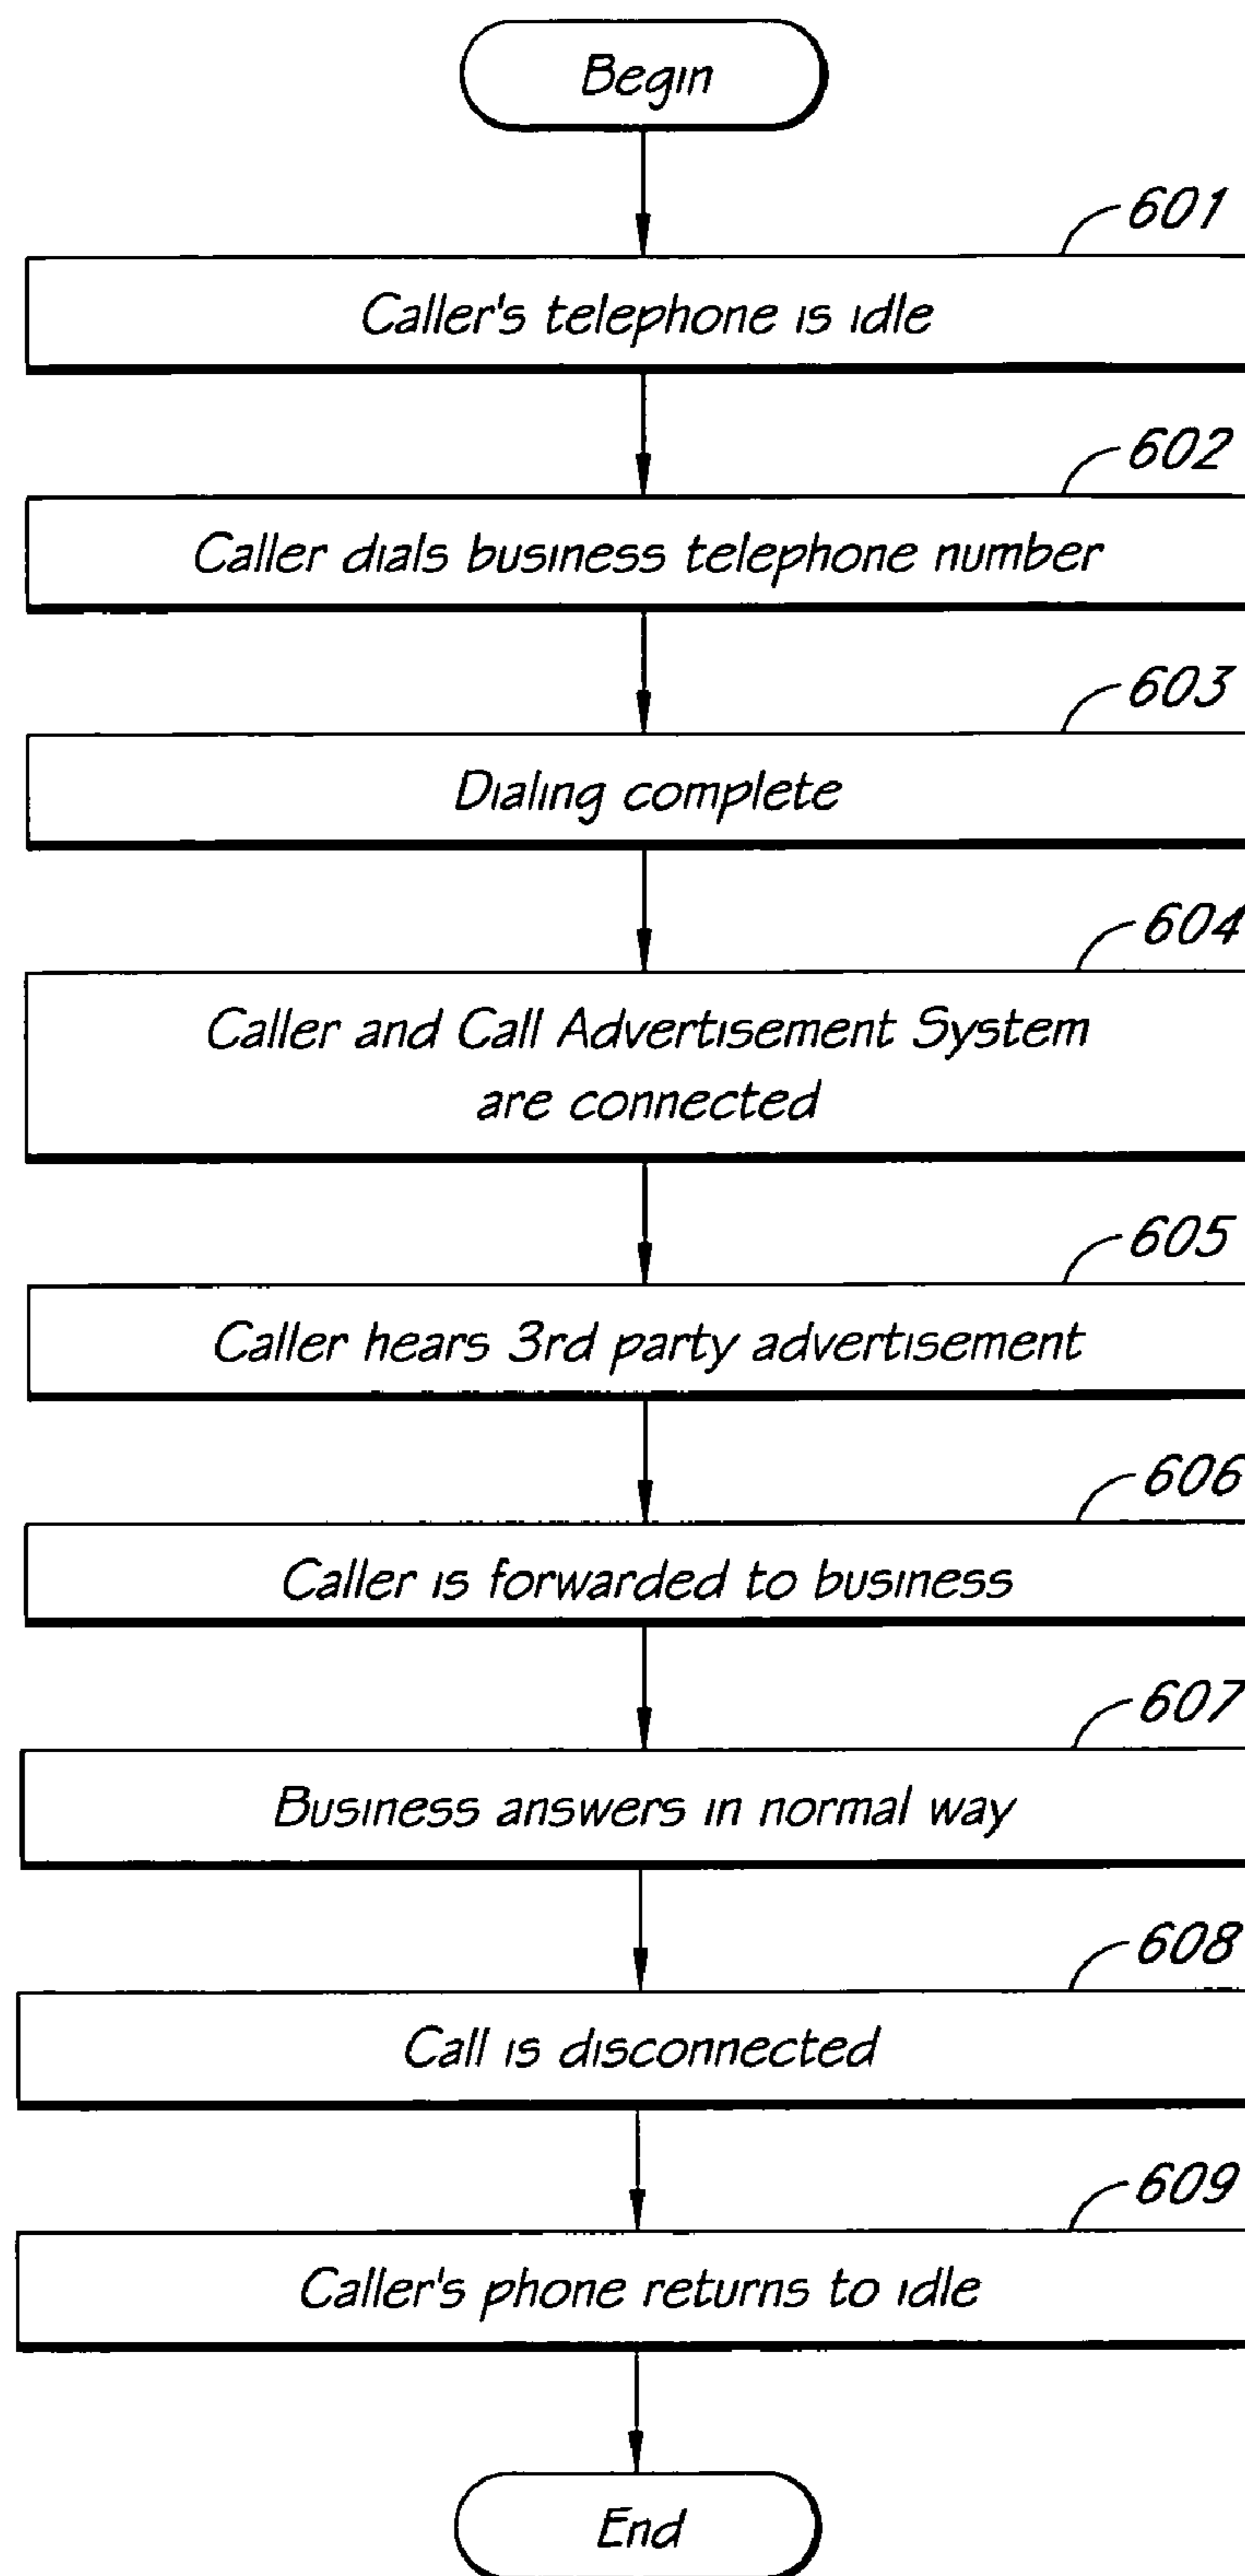 Begin
601
Caller's telephone is idle
602
Caller dials business telephone number
603
Dialing complete
604
Caller and Call Advertisement System
are connected
605
Caller hears 3rd party advertisement
606
Caller is forwarded to business
607
Business answers in normal way
608
Call is disconnected
609
Caller's phone returns to idle
End